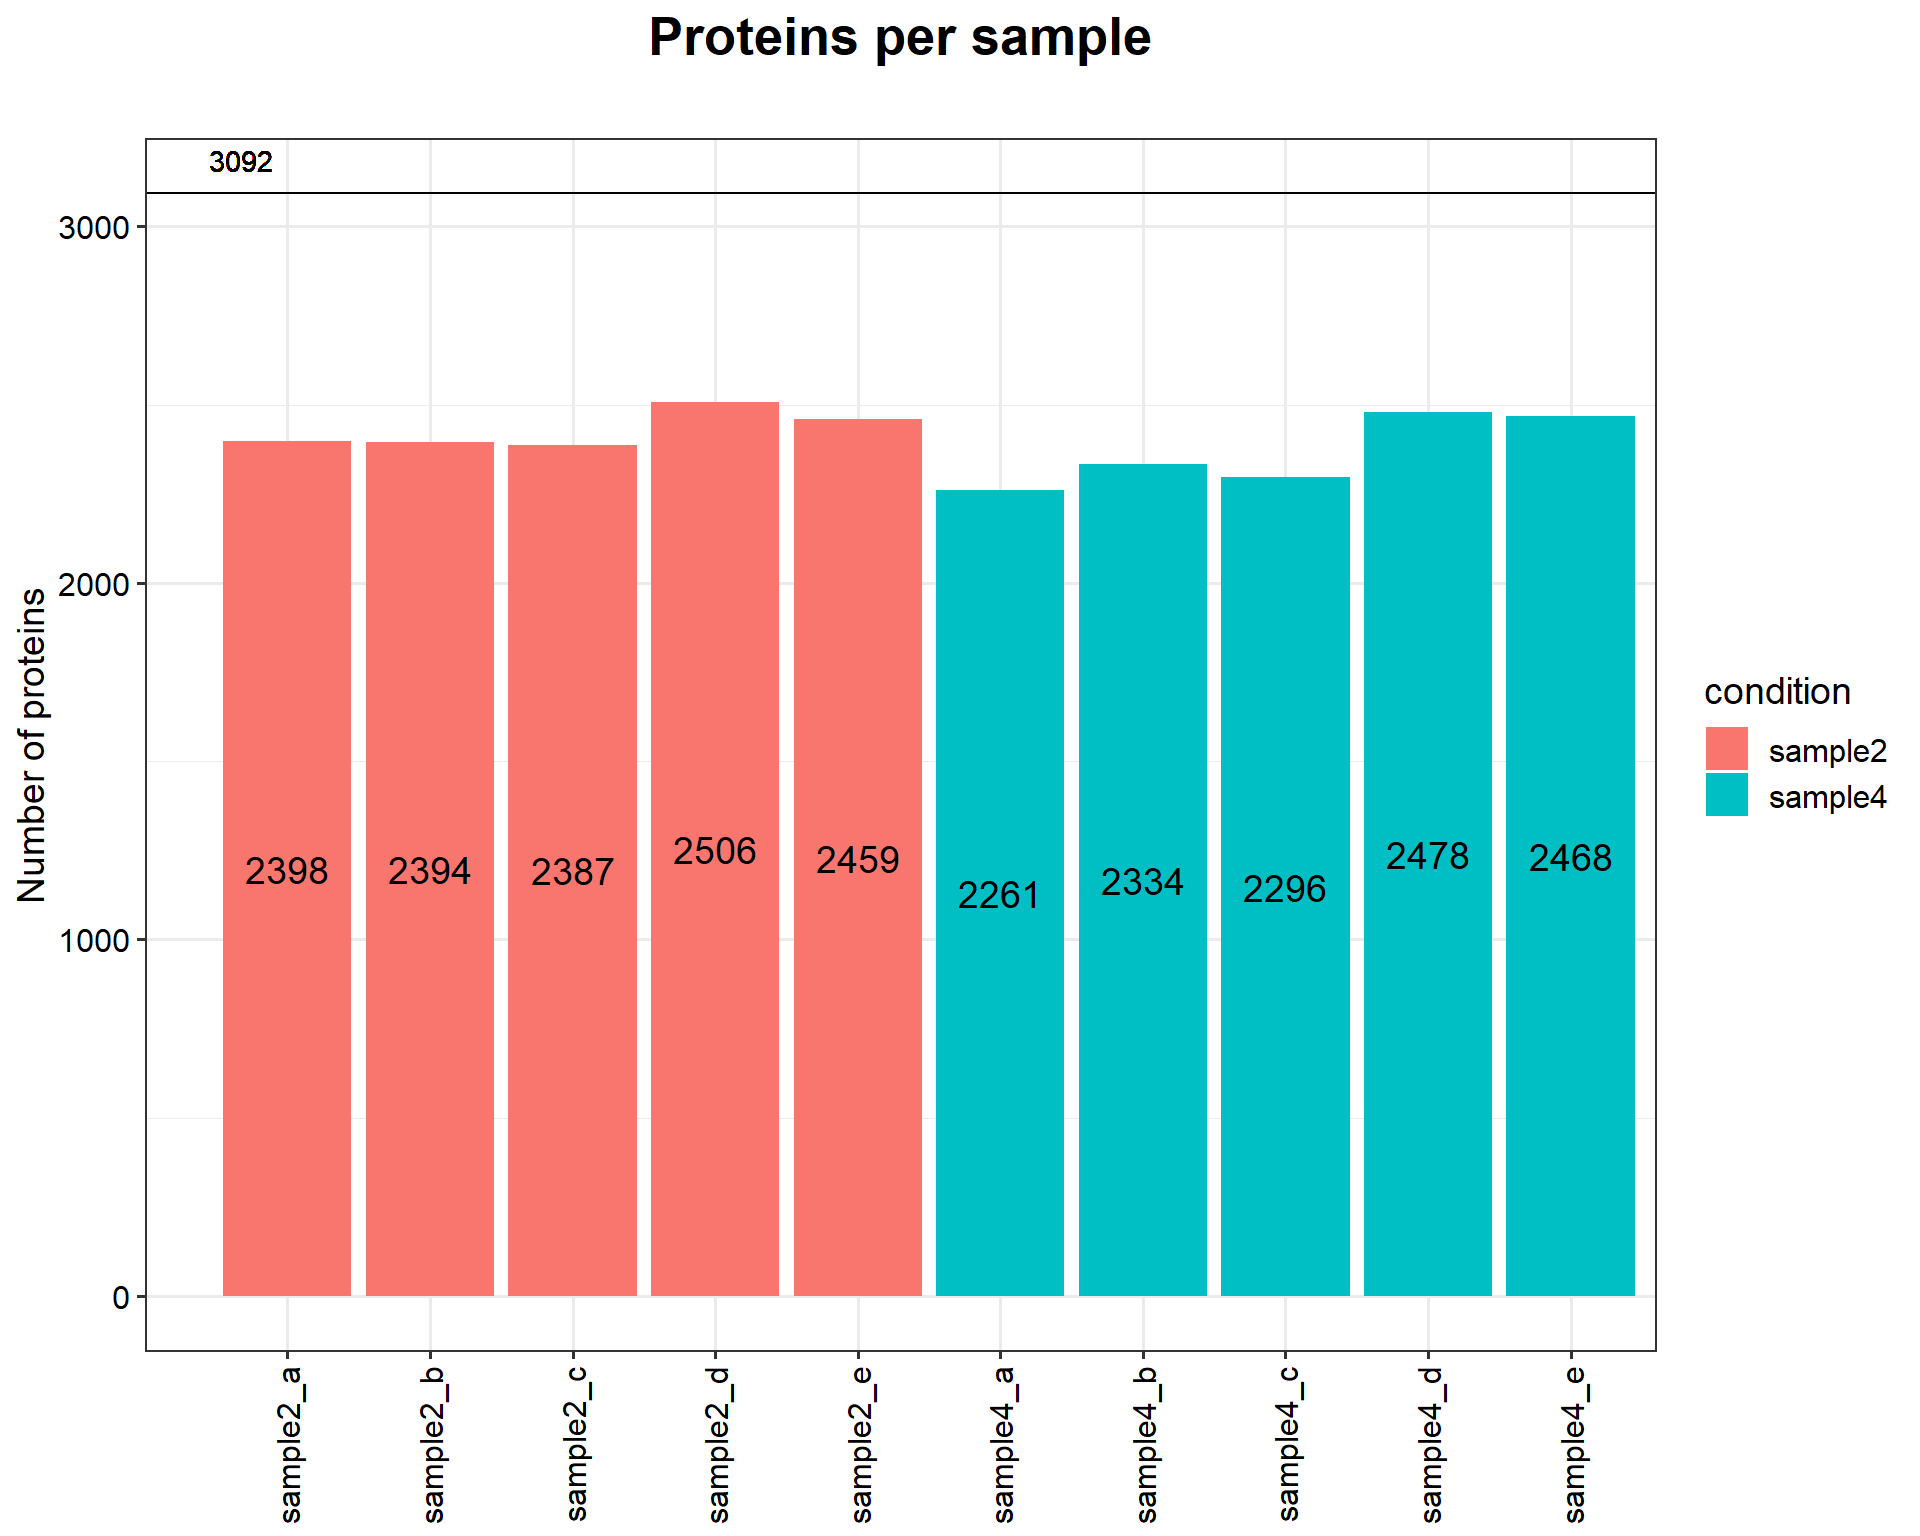 Proteins per sample
3092
3000
2000
1000
0
Number of proteins
2398
2394
2387
2506
2459
2261
2334
2296
2478
2468
sample2_a
sample2_b
sample2_c
sample2_d
sample2_e
sample4_a
sample4_b
sample4_c
sample4_d
sample4_e
condition
sample2
sample4